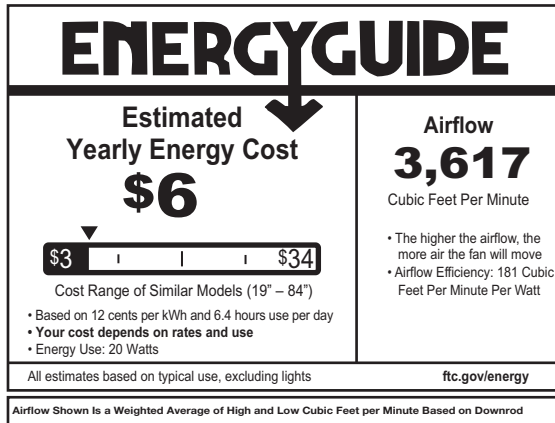 ENERGYGUIDE
Estimated
Yearly Energy Cost
$6
$3
$34
Cost Range of Similar Models (19” – 84”)
• Based on 12 cents per kWh and 6.4 hours use per day
• Your cost depends on rates and use
• Energy Use: 20 Watts
Airflow
3,617
Cubic Feet Per Minute
• The higher the airflow, the
more air the fan will move
• Airflow Efficiency: 181 Cubic
Feet Per Minute Per Watt
All estimates based on typical use, excluding lights
ftc.gov/energy
Airflow Shown Is a Weighted Average of High and Low Cubic Feet per Minute Based on Downrod